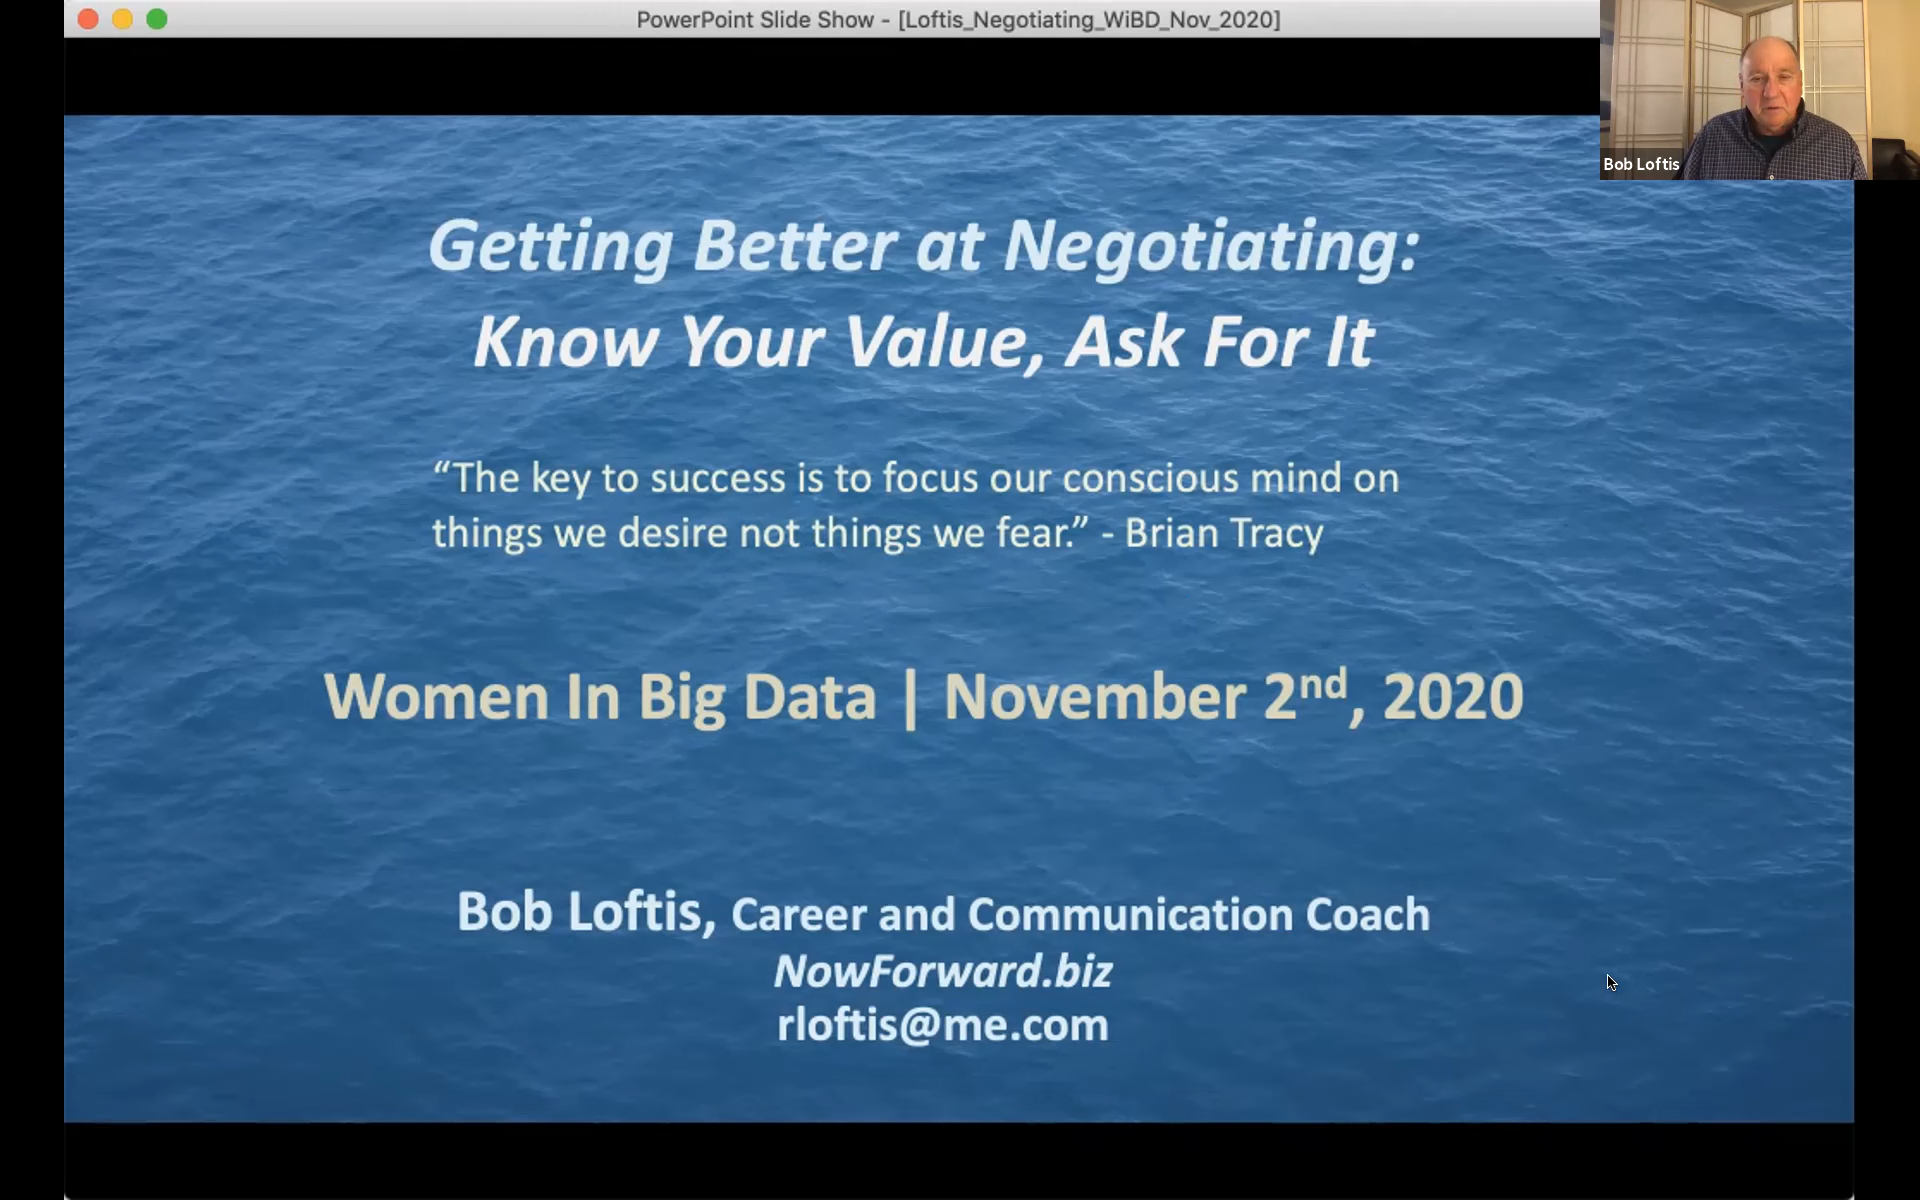 PowerPoint Slide Show - [Loftis_Negotiating_WiBD_Nov_2020]
Bob Loftis
Getting Better at Negotiating:
Know Your Value, Ask For It
“The key to success is to focus our conscious mind on
things we desire not things we fear.” - Brian Tracy
Women In Big Data | November 2nd, 2020
Bob Loftis, Career and Communication Coach
NowForward.biz
rloftis@me.com